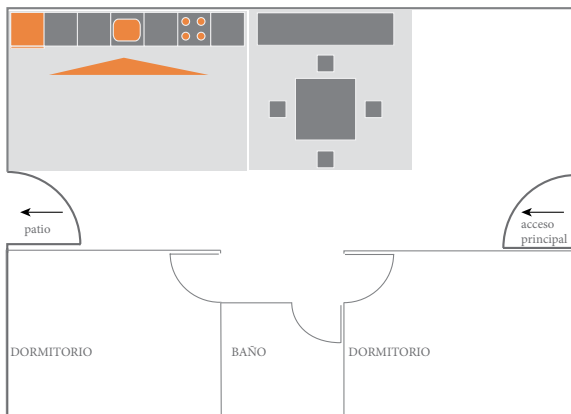 patio
acceso
principal
DORMITORIO
BAÑO
DORMITORIO